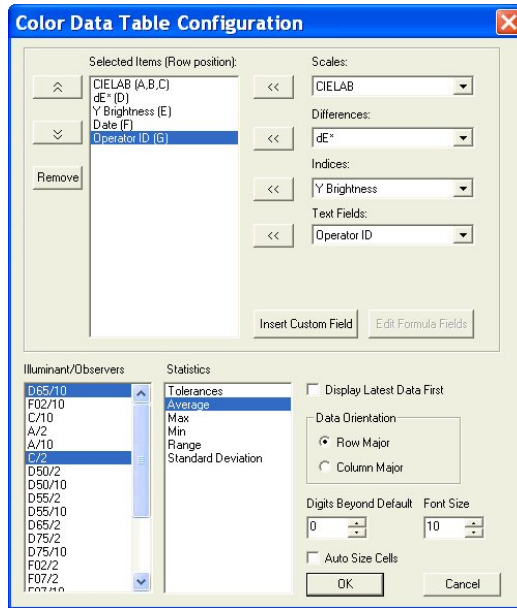 Color Data Table Configuration
Selected Items (Row position):
CIELAB (A,B,C)
dE* (D)
Y Brightness (E)
Date (F)
Operator ID (G)
Remove
Scales:
<< CIELAB
Differences:
<< dE*
Indices:
<< Y Brightness
Text Fields:
<< Operator ID
Insert Custom Field
Edit Formula Fields
Illuminant/Observers
D65/10
F02/10
C/10
A/2
A/10
C/2
D50/2
D50/10
D55/2
D55/10
D65/2
D75/2
D75/10
F02/2
F07/2
F07/10
Statistics
Tolerances
Average
Max
Min
Range
Standard Deviation
Display Latest Data First
Data Orientation
Row Major
Column Major
Digits Beyond Default Font Size
0 10
Auto Size Cells
OK Cancel